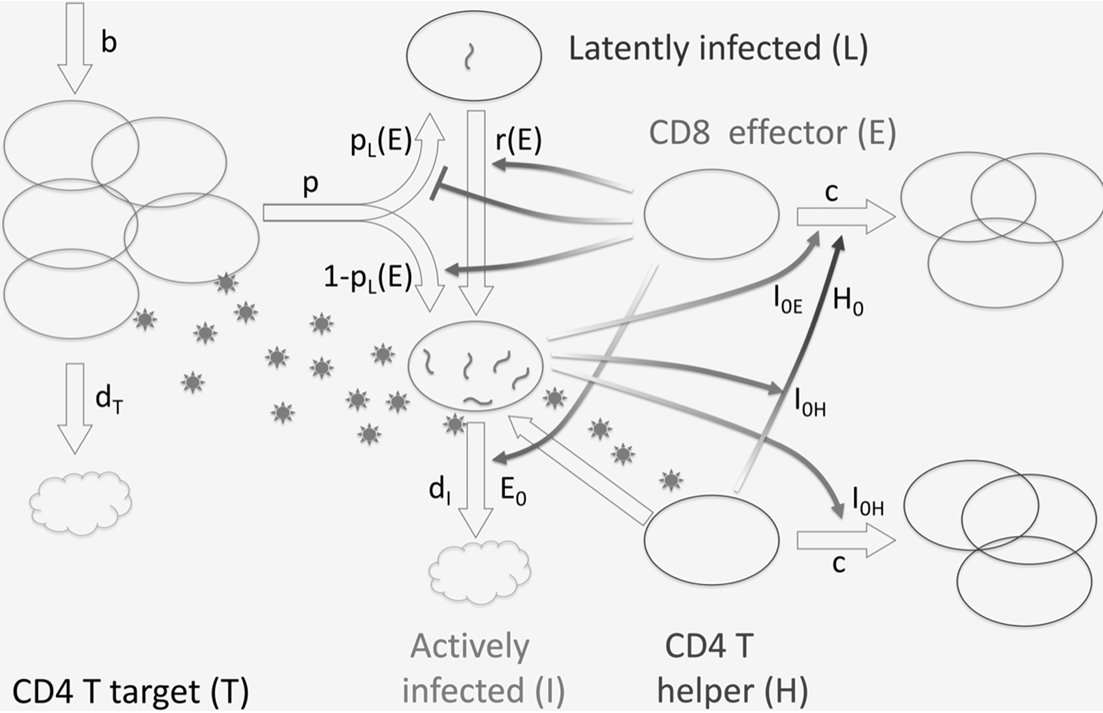 b
Latently infected (L)
pL(E)
r(E)
CD8 effector (E)
p
c
1-pL(E)
I0E
H0
dT
I0H
dI
E0
I0H
c
Actively
infected (I)
CD4 T
helper (H)
CD4 T target (T)